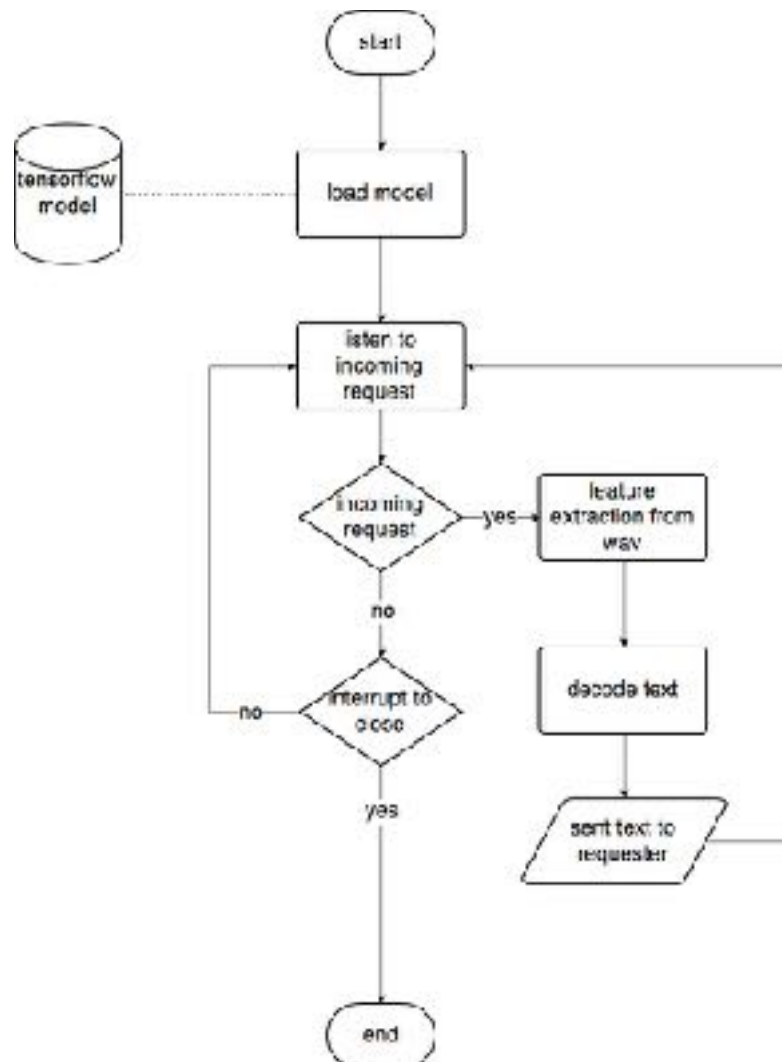 start
tensorflow
model
load model
listen to
incoming
request
incoming
request
yes
feature
extraction from
wav
no
decode text
interrupt to
close
no
yes
sent text to
requester
end